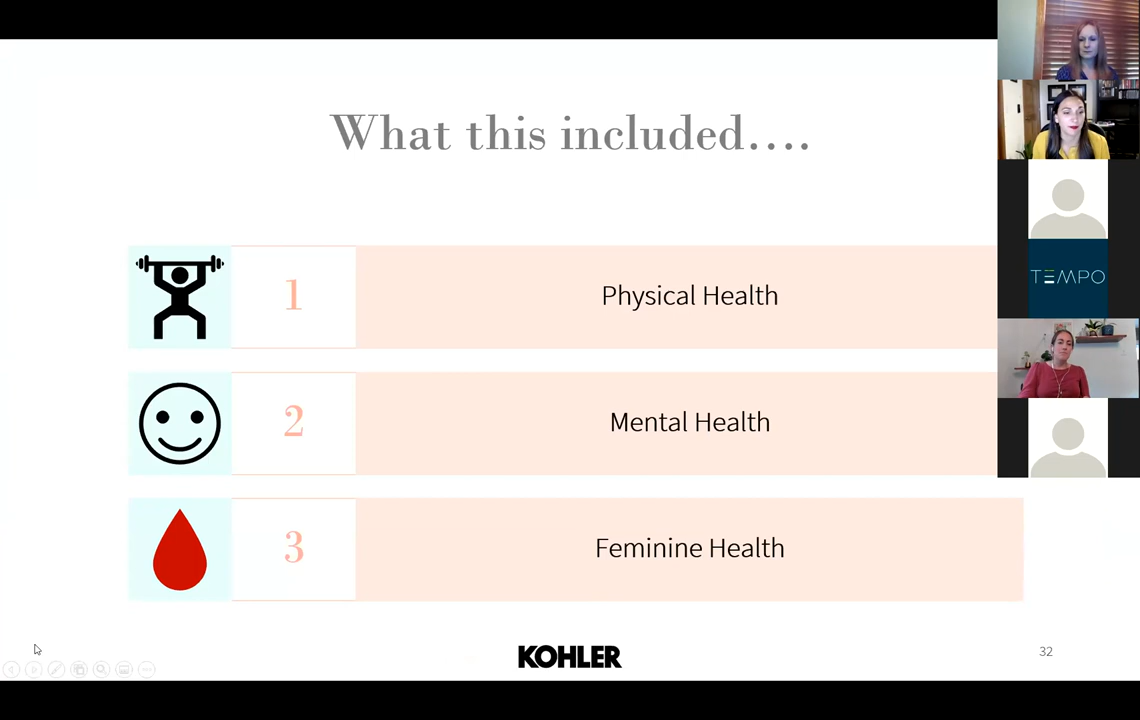 What this included....
1
Physical Health
TEMPO
2
Mental Health
3
Feminine Health
KOHLER
32